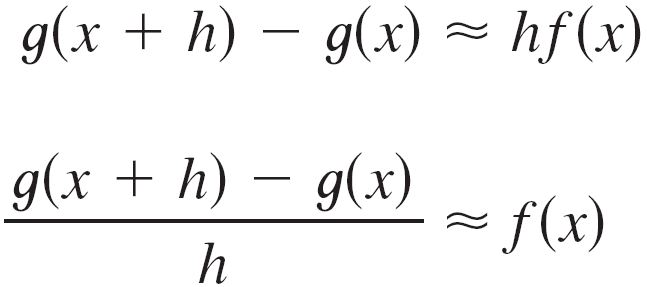 g(x + h) − g(x) ≈ hf(x)
g(x + h) − g(x)
h
≈ f(x)